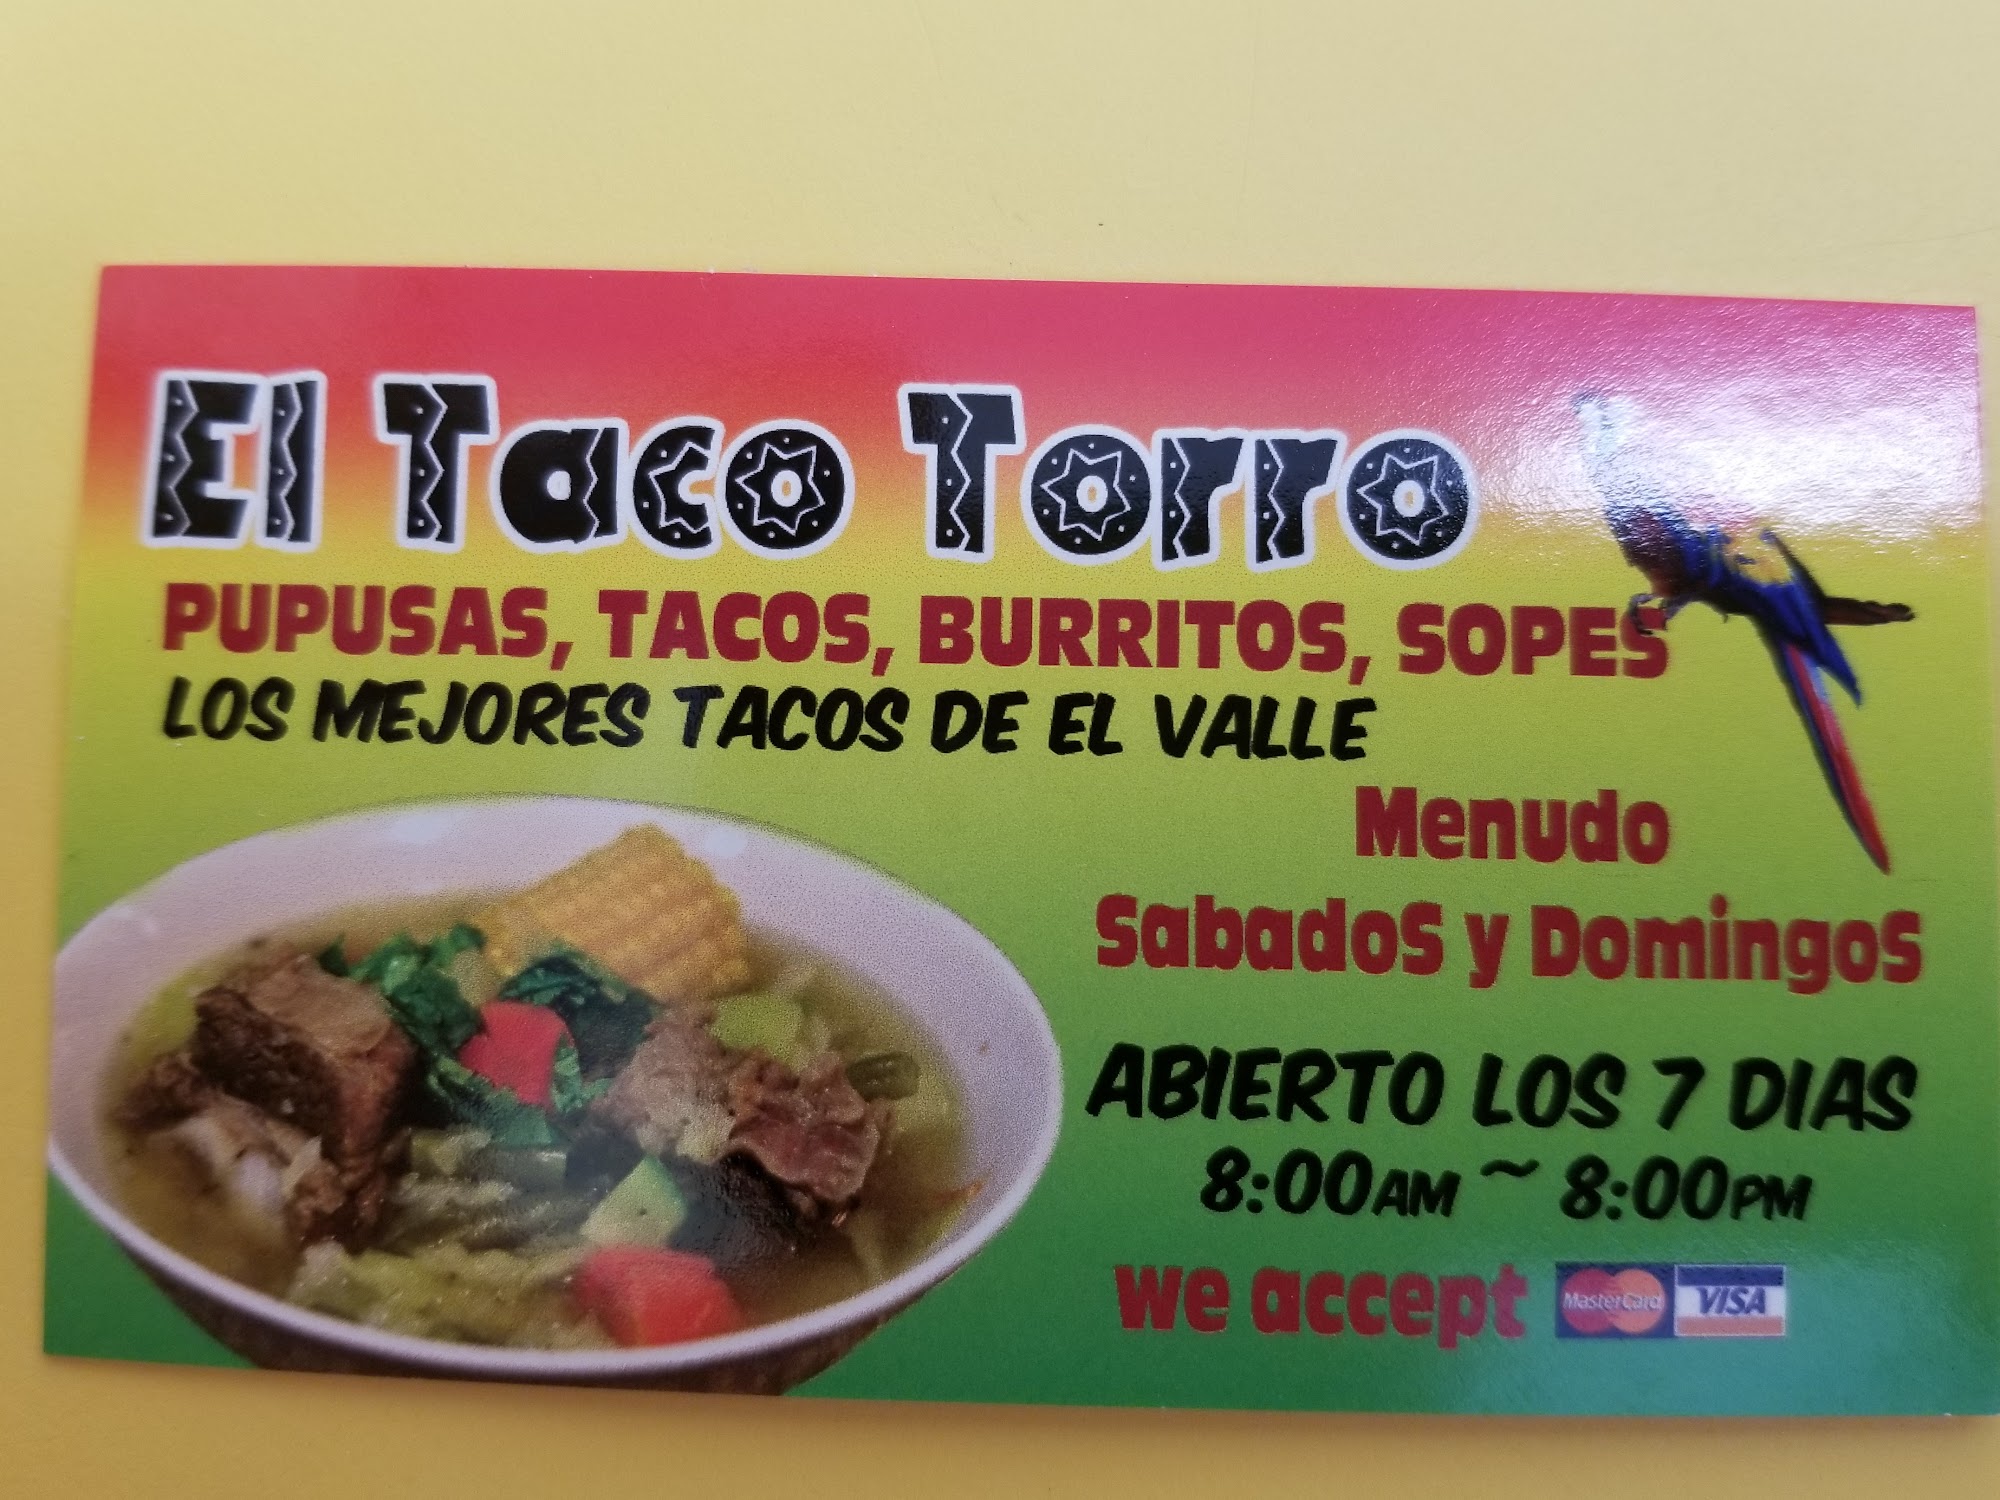 El Taco Torro
PUPUSAS, TACOS, BURRITOS, SOPES
LOS MEJORES TACOS DE EL VALLE
Menudo
Sabados y Domingos
ABIERTO LOS 7 DIAS
8:00AM ~ 8:00PM
we accept MasterCard VISA